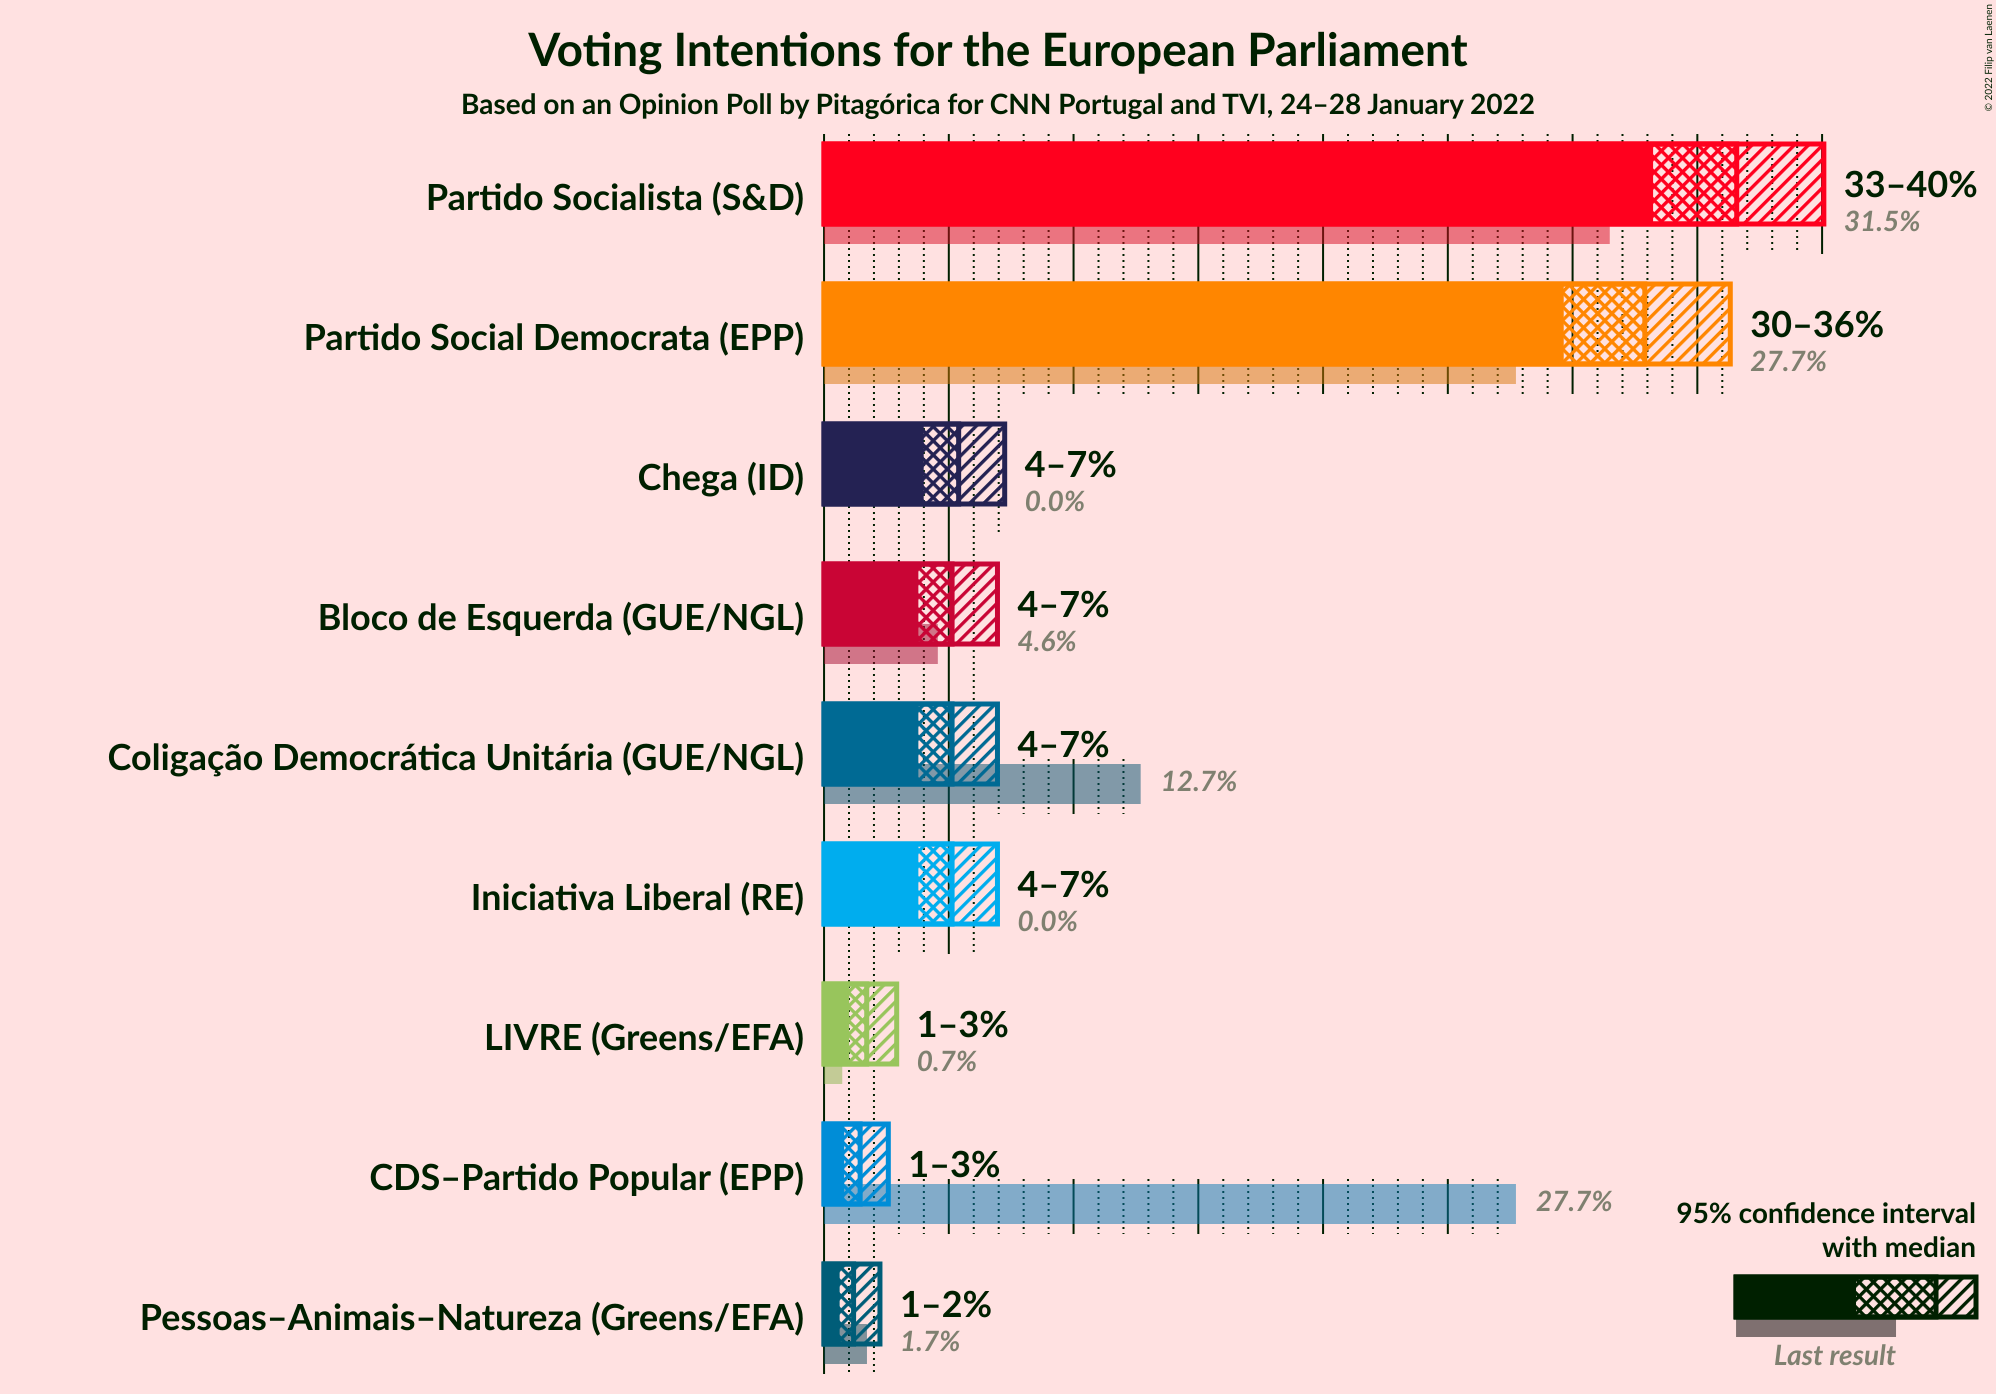 Voting Intentions for the European Parliament
Based on an Opinion Poll by Pitagórica for CNN Portugal and TVI, 24–28 January 2022
© 2022 Filip van Laenen
Partido Socialista (S&D)
33–40%
31.5%
Partido Social Democrata (EPP)
30–36%
27.7%
Chega (ID)
4–7%
0.0%
Bloco de Esquerda (GUE/NGL)
4–7%
4.6%
Coligação Democrática Unitária (GUE/NGL)
4–7%
12.7%
Iniciativa Liberal (RE)
4–7%
0.0%
LIVRE (Greens/EFA)
1–3%
0.7%
CDS–Partido Popular (EPP)
1–3%
27.7%
Pessoas–Animais–Natureza (Greens/EFA)
1–2%
1.7%
95% confidence interval
with median
Last result